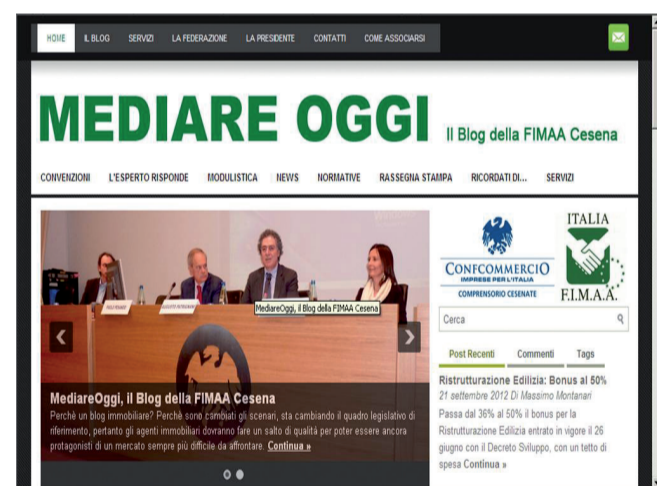 HOME IL BLOG SERVIZI LA FEDERAZIONE LA PRESIDENTE CONTATTI COME ASSOCIARSI
MEDIARE OGGI Il Blog della FIMAA Cesena
CONVENZIONI L'ESPERTO RISPONDE MODULISTICA NEWS NORMATIVE RASSEGNA STAMPA RICORDATI DI... SERVIZI
MediareOggi, il Blog della FIMAA Cesena
MediareOggi, il Blog della FIMAA Cesena
Perchè un blog immobiliare? Perchè sono cambiati gli scenari, sta cambiando il quadro legislativo di
riferimento, pertanto gli agenti immobiliari dovranno fare un salto di qualità per poter essere ancora
protagonisti di un mercato sempre più difficile da affrontare. Continua »
CONFCOMMERCIO
IMPRESE PER L'ITALIA
COMPRENSORIO CESENATE
ITALIA
F.I.M.A.A.
Cerca
Post Recenti Commenti Tags
Ristrutturazione Edilizia: Bonus al 50%
21 settembre 2012 Di Massimo Montanari
Passa dal 36% al 50% il bonus per la
Ristrutturazione Edilizia entrato in vigore il 26
giugno con il Decreto Sviluppo, con un tetto di
spesa Continua »